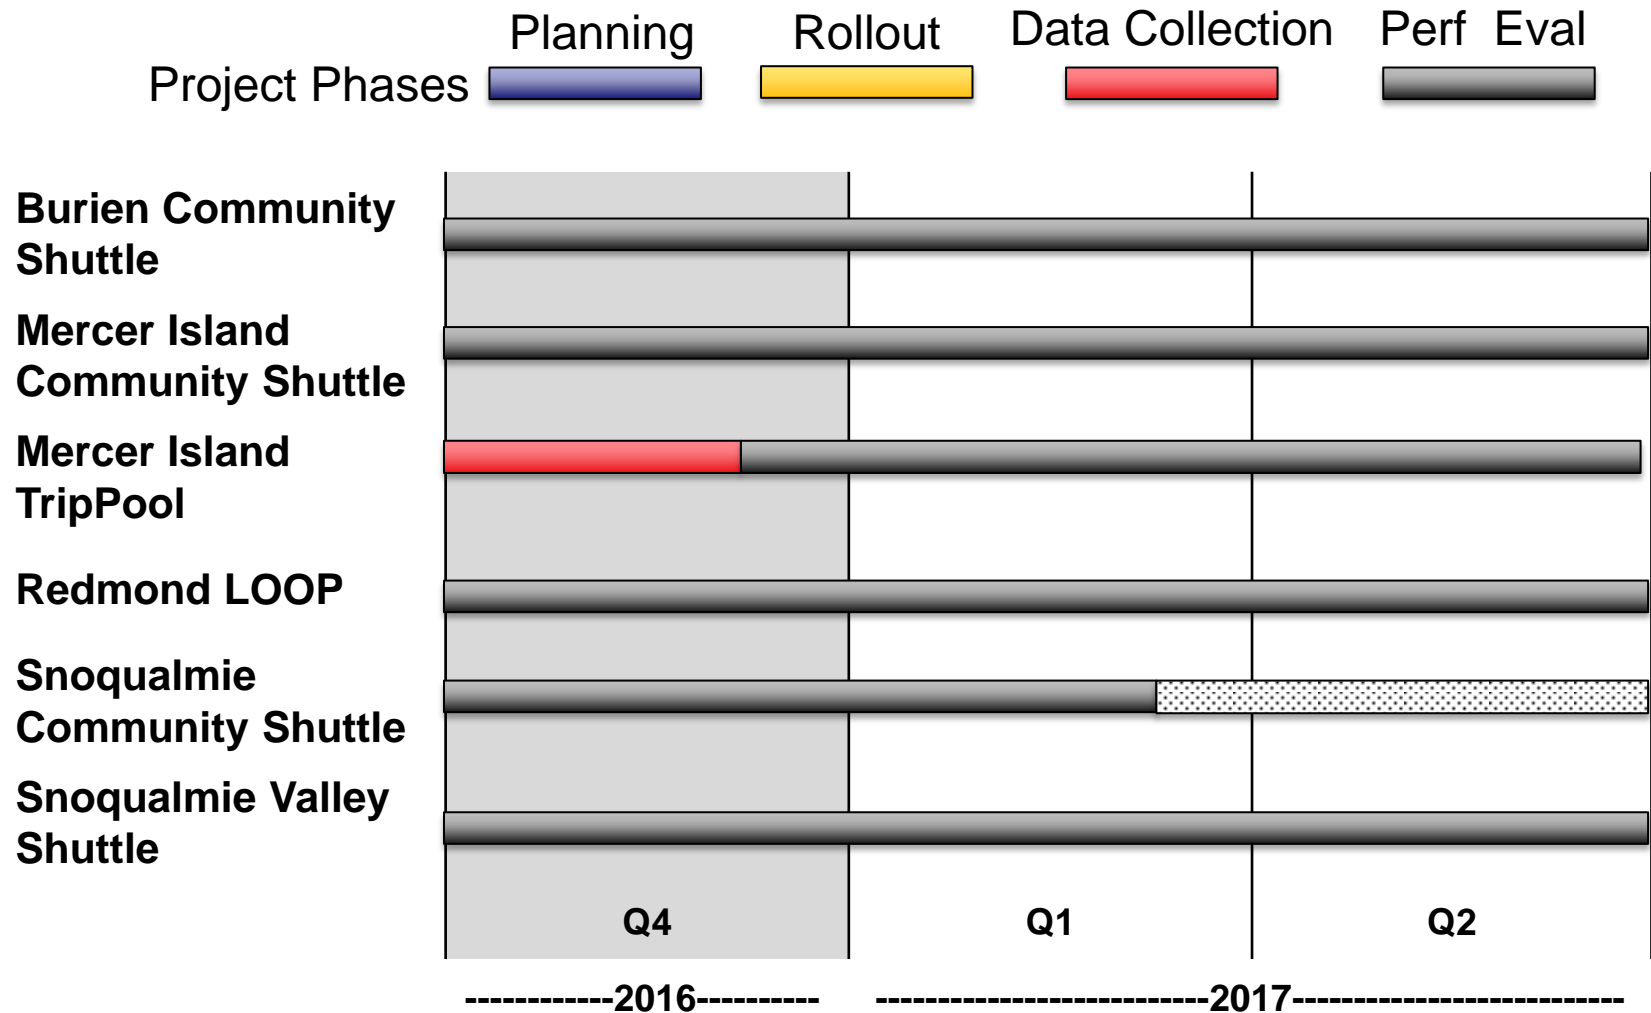 Planning Rollout Data Collection Perf Eval
Project Phases
Burien Community
Shuttle
Mercer Island
Community Shuttle
Mercer Island
TripPool
Redmond LOOP
Snoqualmie
Community Shuttle
Snoqualmie Valley
Shuttle
Q4 Q1 Q2
------------2016---------- ---------------------------2017---------------------------